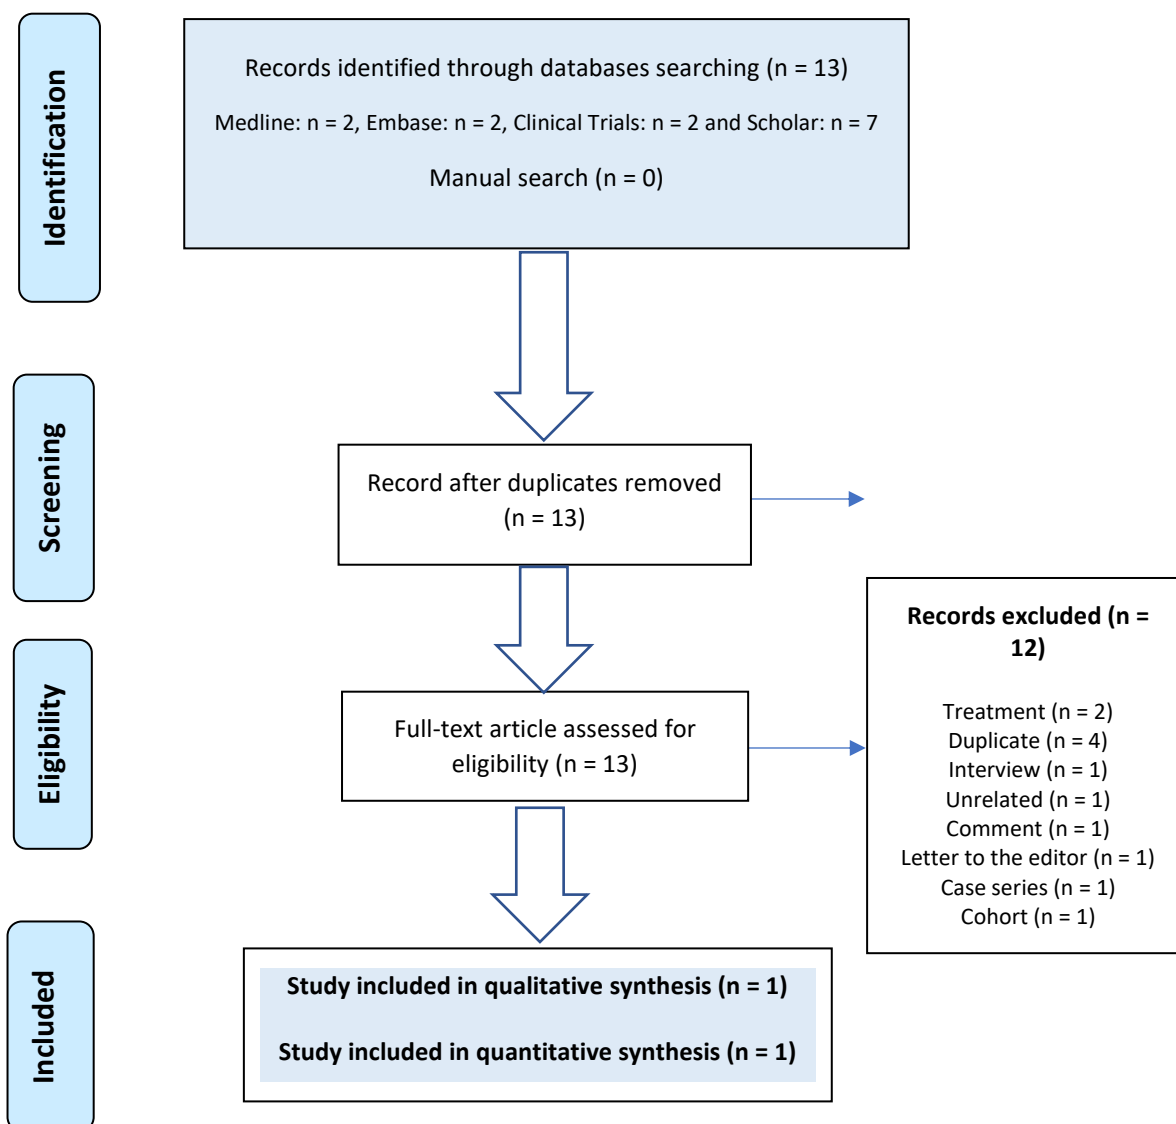 Identification
Records identified through databases searching (n = 13)
Medline: n = 2, Embase: n = 2, Clinical Trials: n = 2 and Scholar: n = 7
Manual search (n = 0)
Screening
Record after duplicates removed
(n = 13)
Eligibility
Full-text article assessed for
eligibility (n = 13)
Records excluded (n =
12)
Treatment (n = 2)
Duplicate (n = 4)
Interview (n = 1)
Unrelated (n = 1)
Comment (n = 1)
Letter to the editor (n = 1)
Case series (n = 1)
Cohort (n = 1)
Included
Study included in qualitative synthesis (n = 1)
Study included in quantitative synthesis (n = 1)